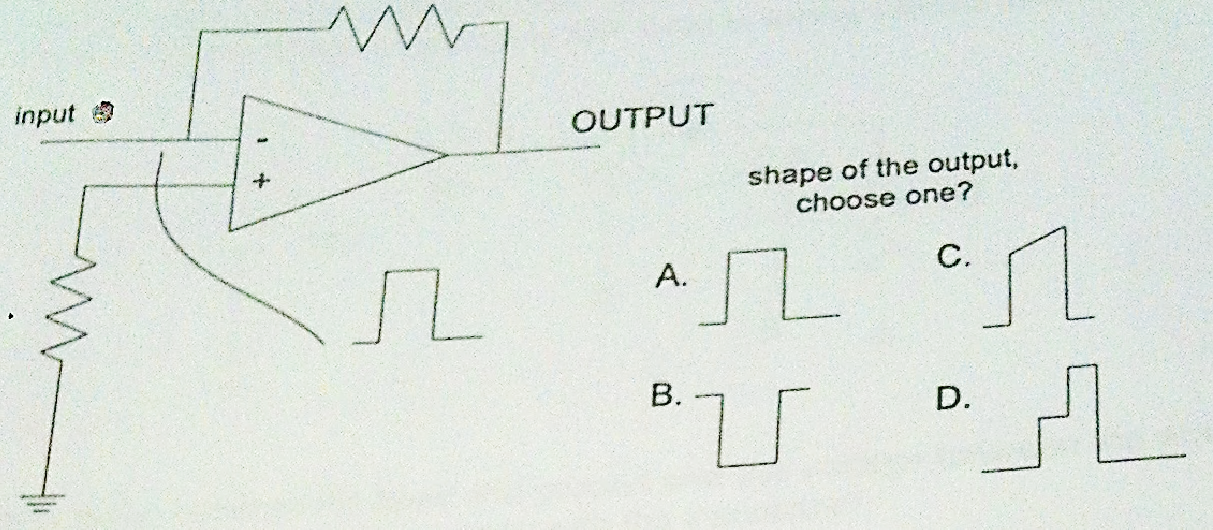 input
OUTPUT
-
+
shape of the output,
choose one?
A.
C.
B.
D.